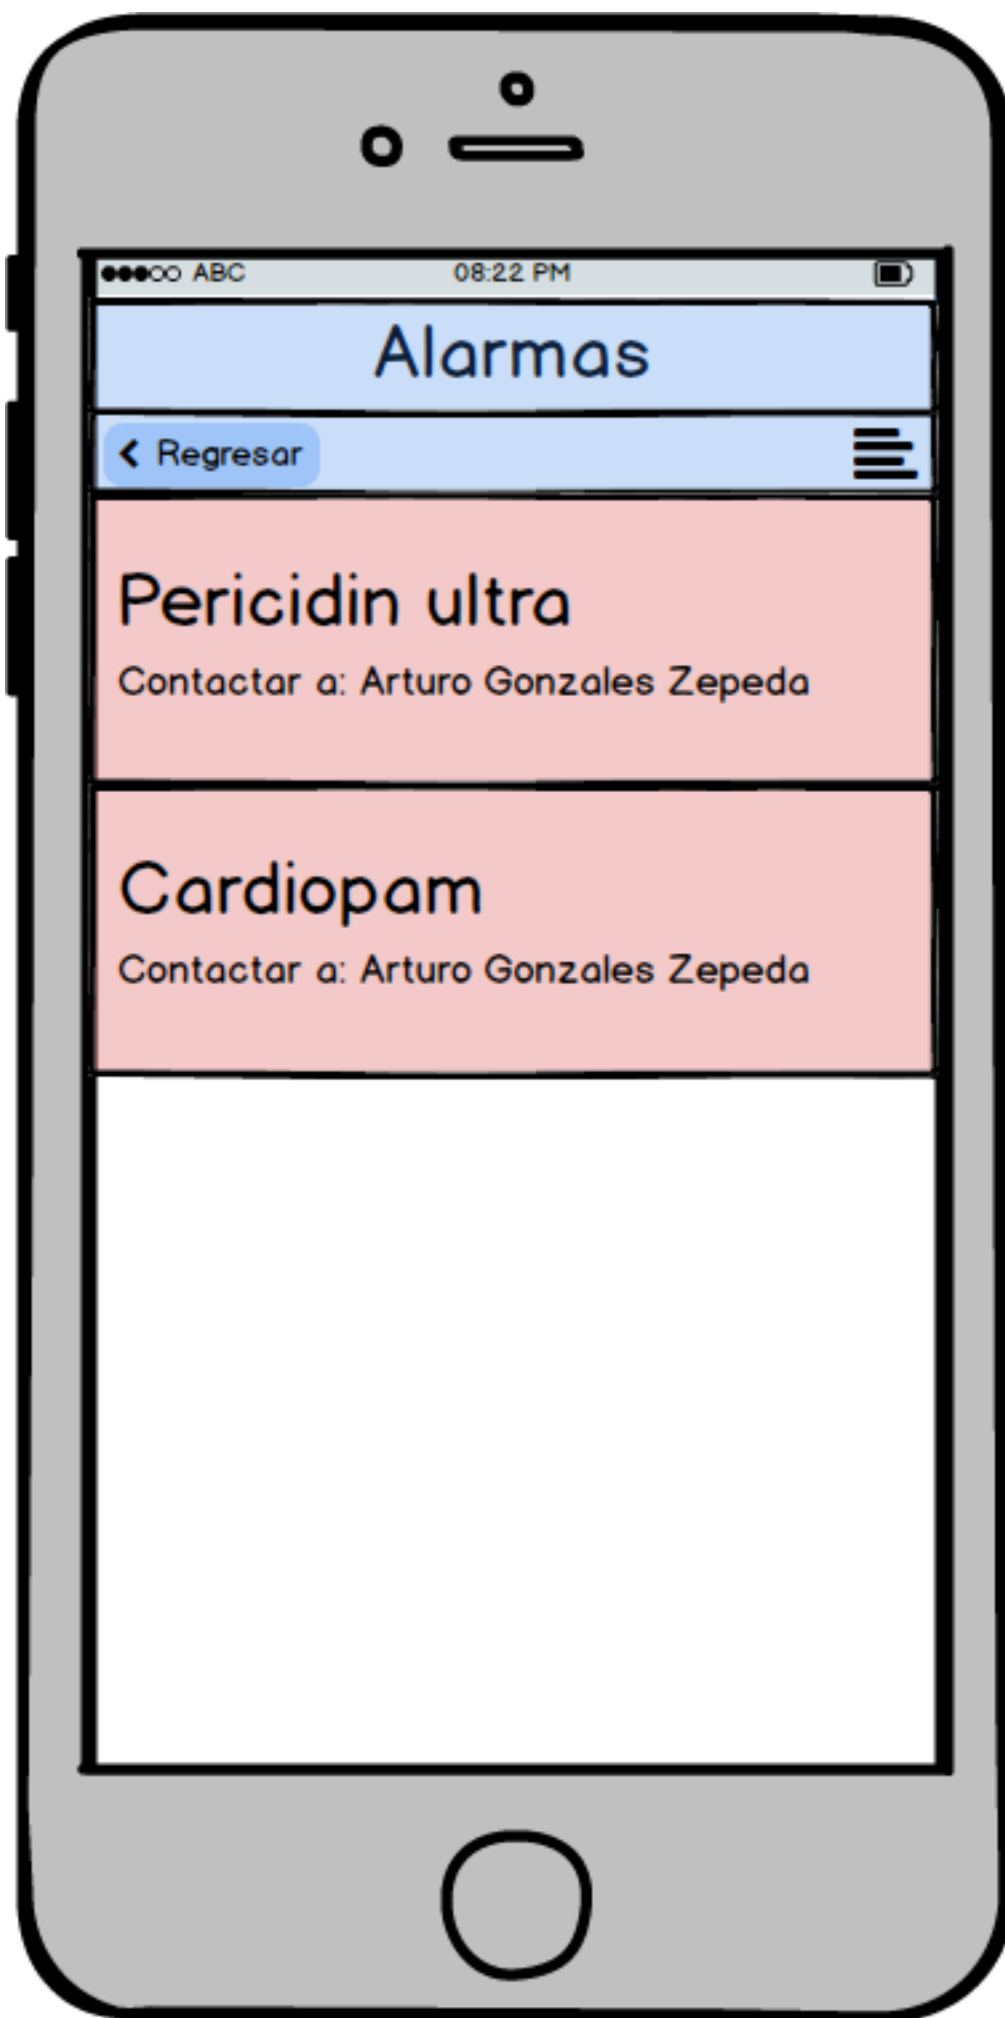 ABC 08:22 PM
Alarmas
Regresar
Pericidin ultra
Contactar a: Arturo Gonzales Zepeda
Cardiopam
Contactar a: Arturo Gonzales Zepeda